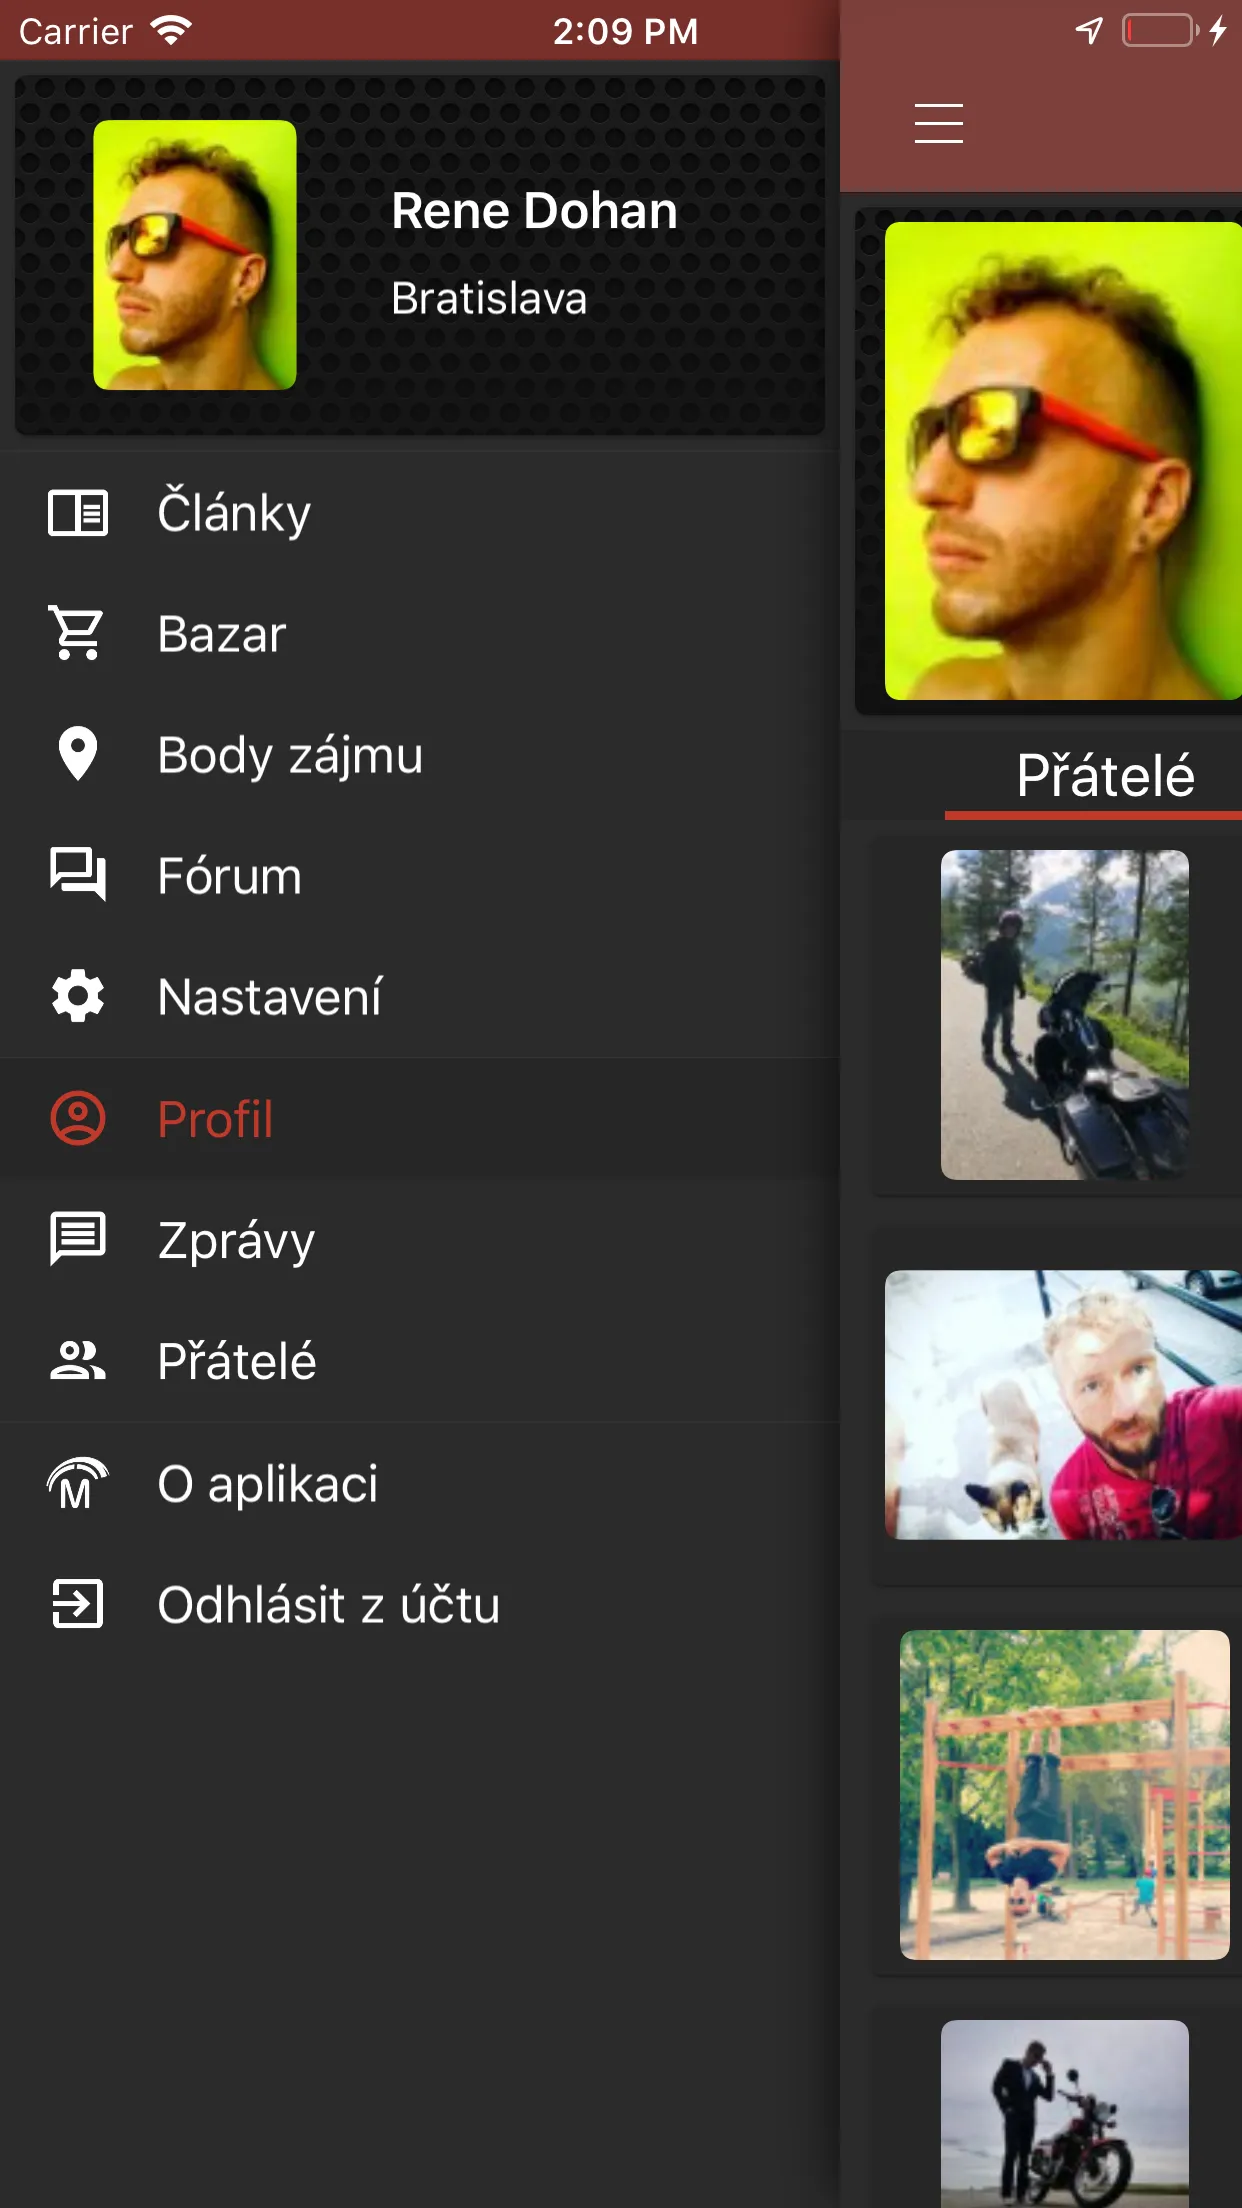 Carrier 2:09 PM
Rene Dohan
Bratislava
Články
Bazar
Body zájmu
Fórum
Nastavení
Profil
Zprávy
Přátelé
M O aplikaci
Odhlásit z účtu
Přátelé